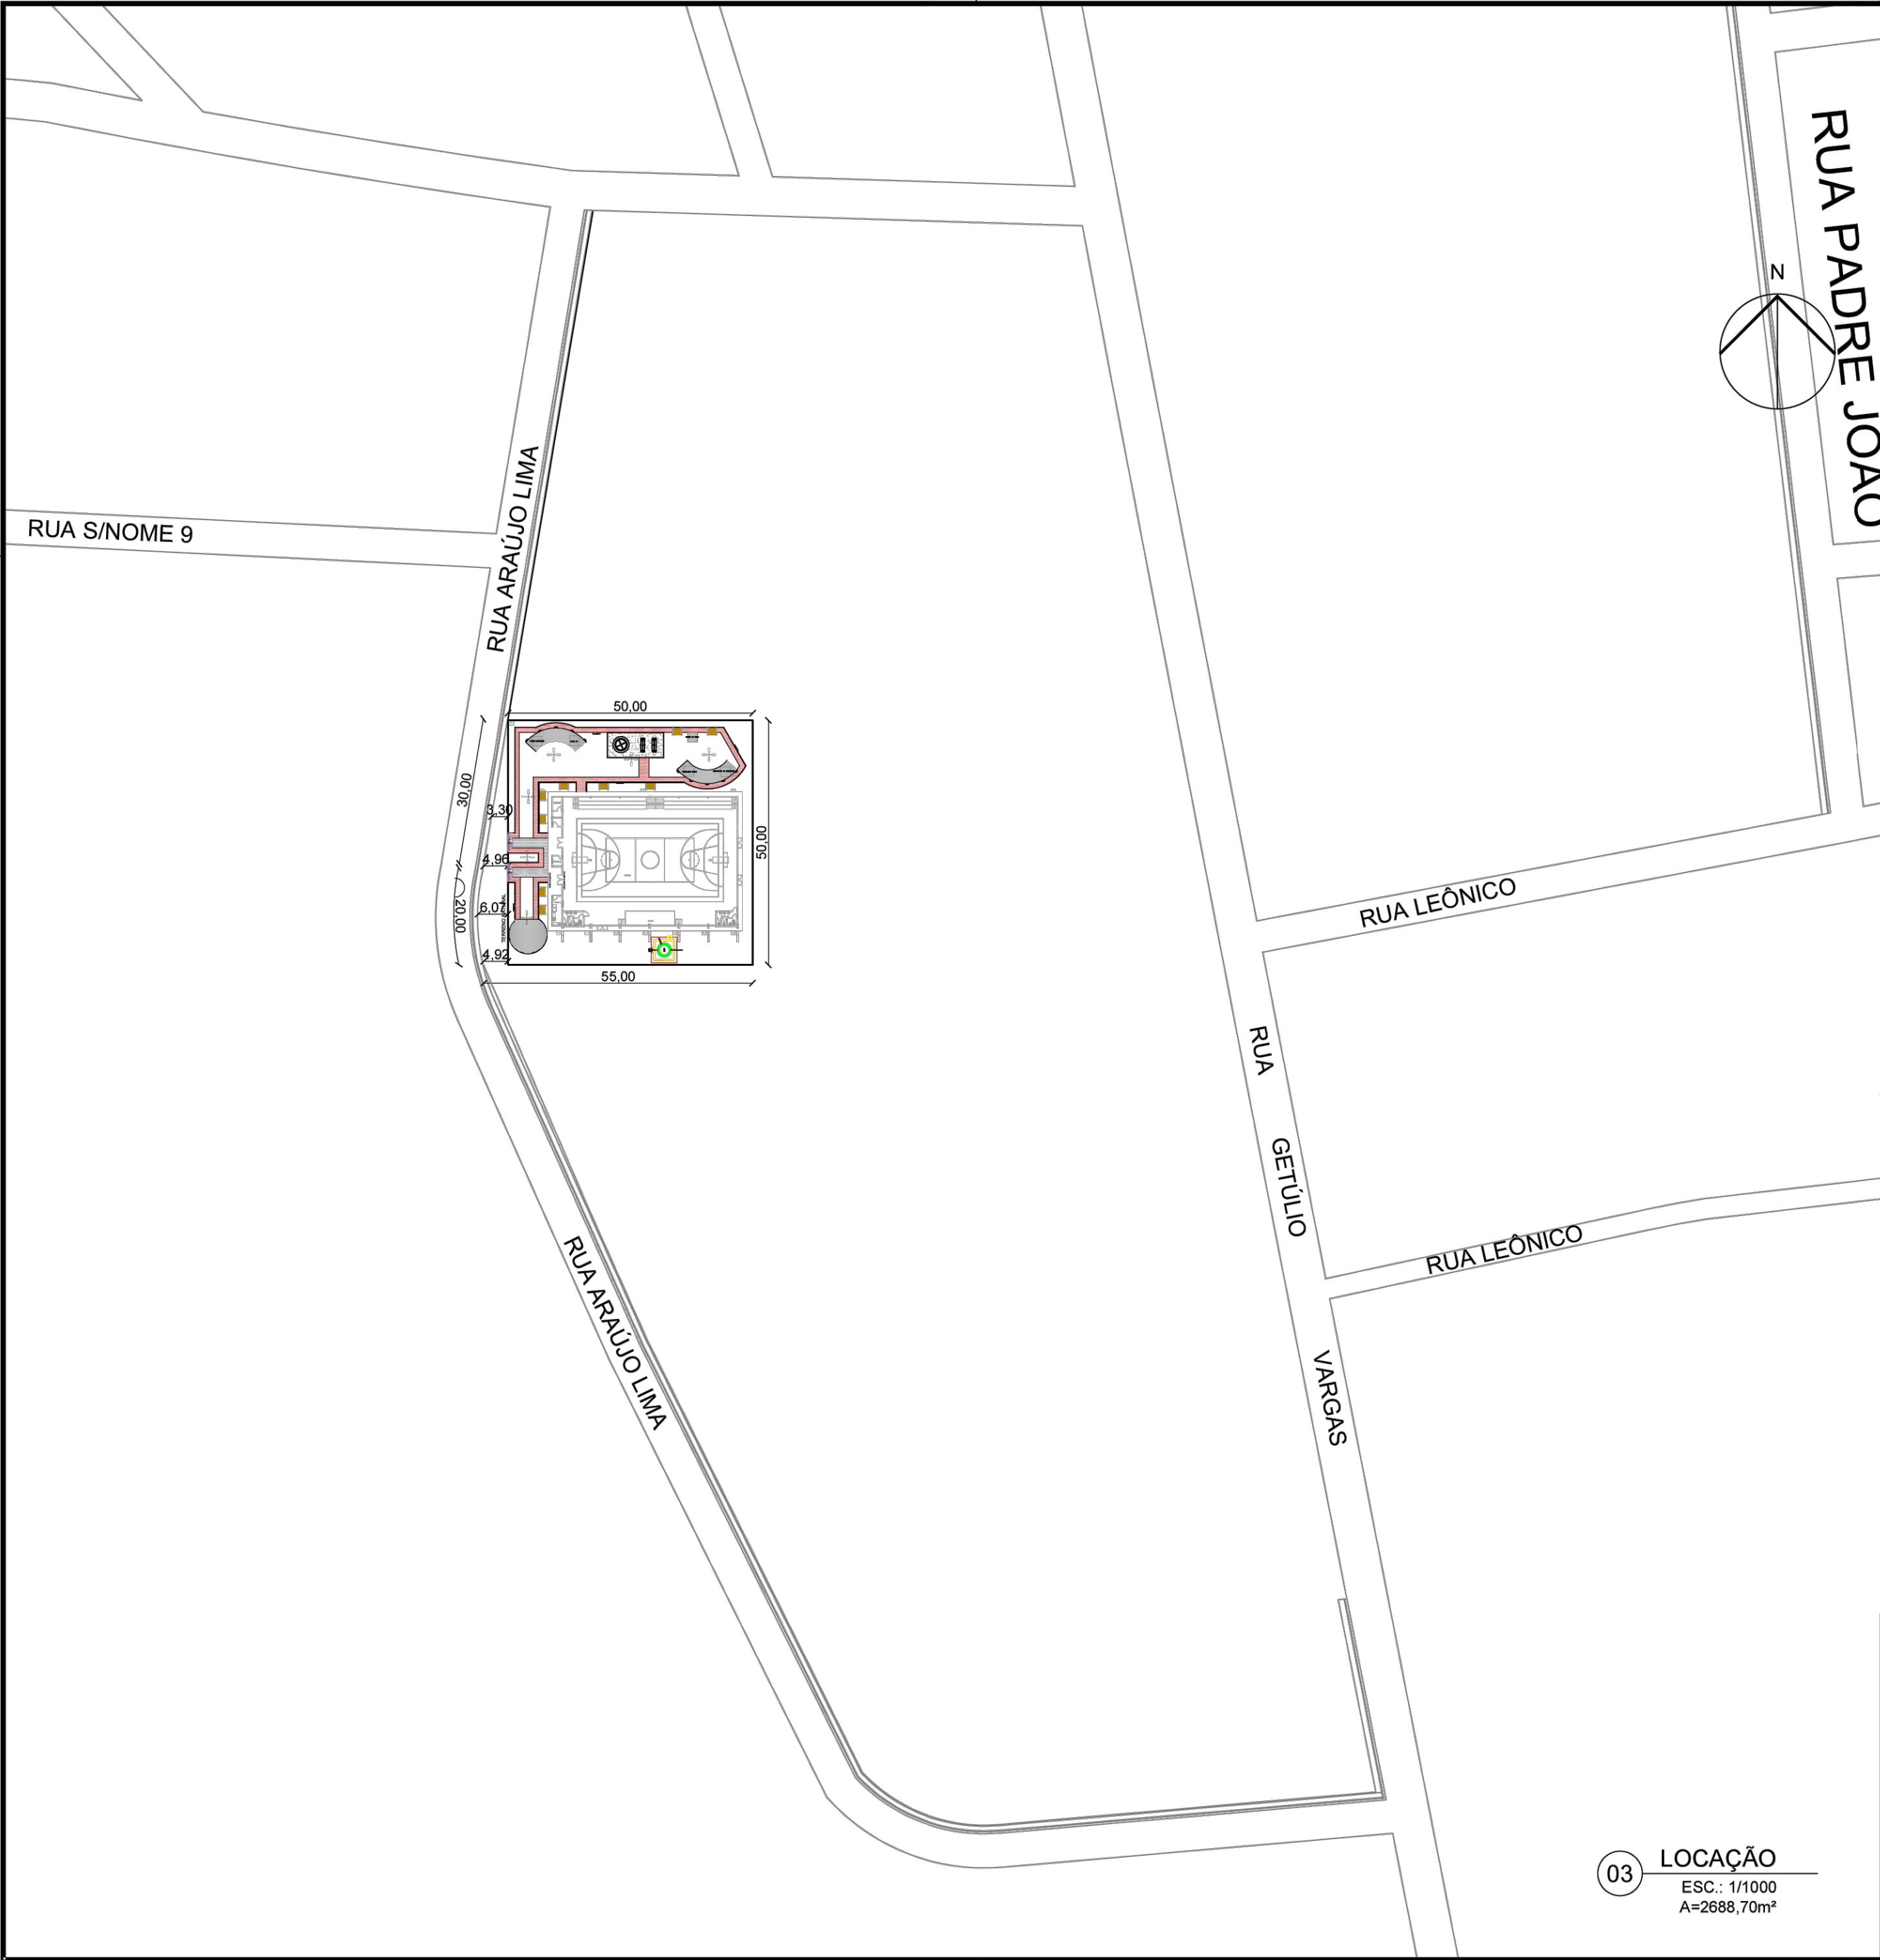 RUA PADRE JOÃO
N
RUA ARAÚJO LIMA
RUA S/NOME 9
50,00
30,00
3,30
50,00
4,96
20,00
6,07
4,92
55,00
RUA LEÔNICO
RUA GETÚLIO VARGAS
RUA LEÔNICO
RUA ARAÚJO LIMA
03
LOCAÇÃO
ESC.: 1/1000
A=2688,70m²